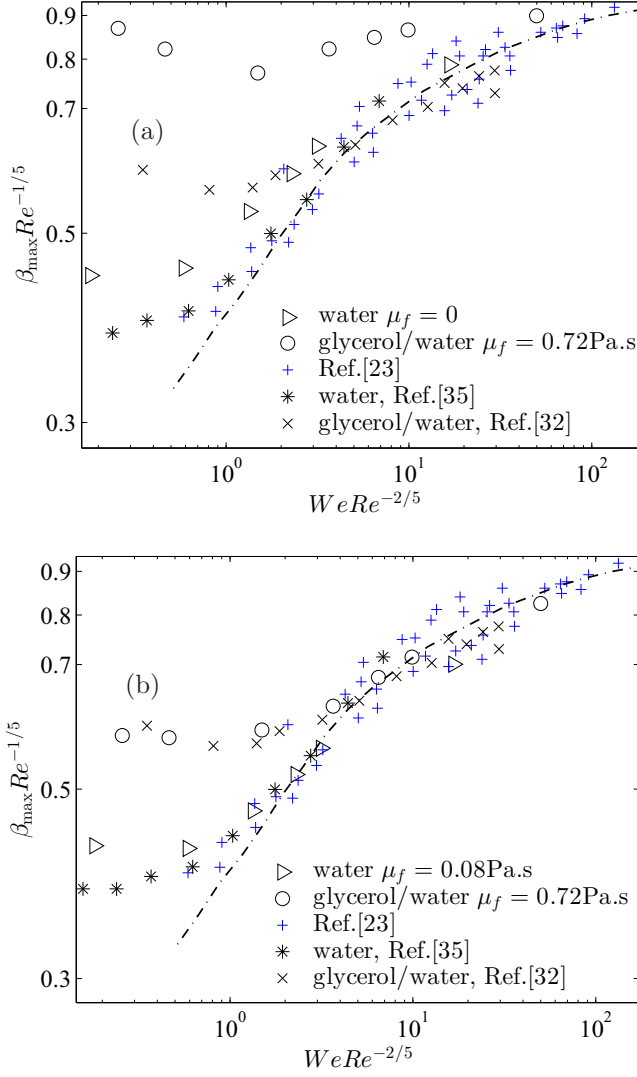 0.9
0.8
0.7
(a)
0.5
0.3
β_max Re^{-1/5}
water μ_f = 0
glycerol/water μ_f = 0.72Pa.s
Ref.[23]
water, Ref.[35]
glycerol/water, Ref.[32]
10^0 10^1 10^2
WeRe^{-2/5}
0.9
0.8
0.7
(b)
0.5
0.3
β_max Re^{-1/5}
water μ_f = 0.08Pa.s
glycerol/water μ_f = 0.72Pa.s
Ref.[23]
water, Ref.[35]
glycerol/water, Ref.[32]
10^0 10^1 10^2
WeRe^{-2/5}